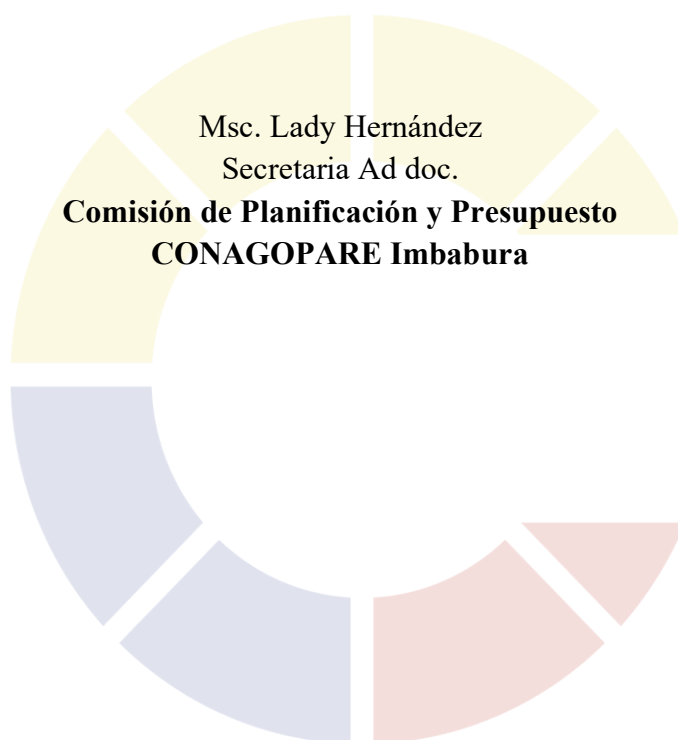 Msc. Lady Hernández
Secretaria Ad doc.
Comisión de Planificación y Presupuesto
CONAGOPARE Imbabura